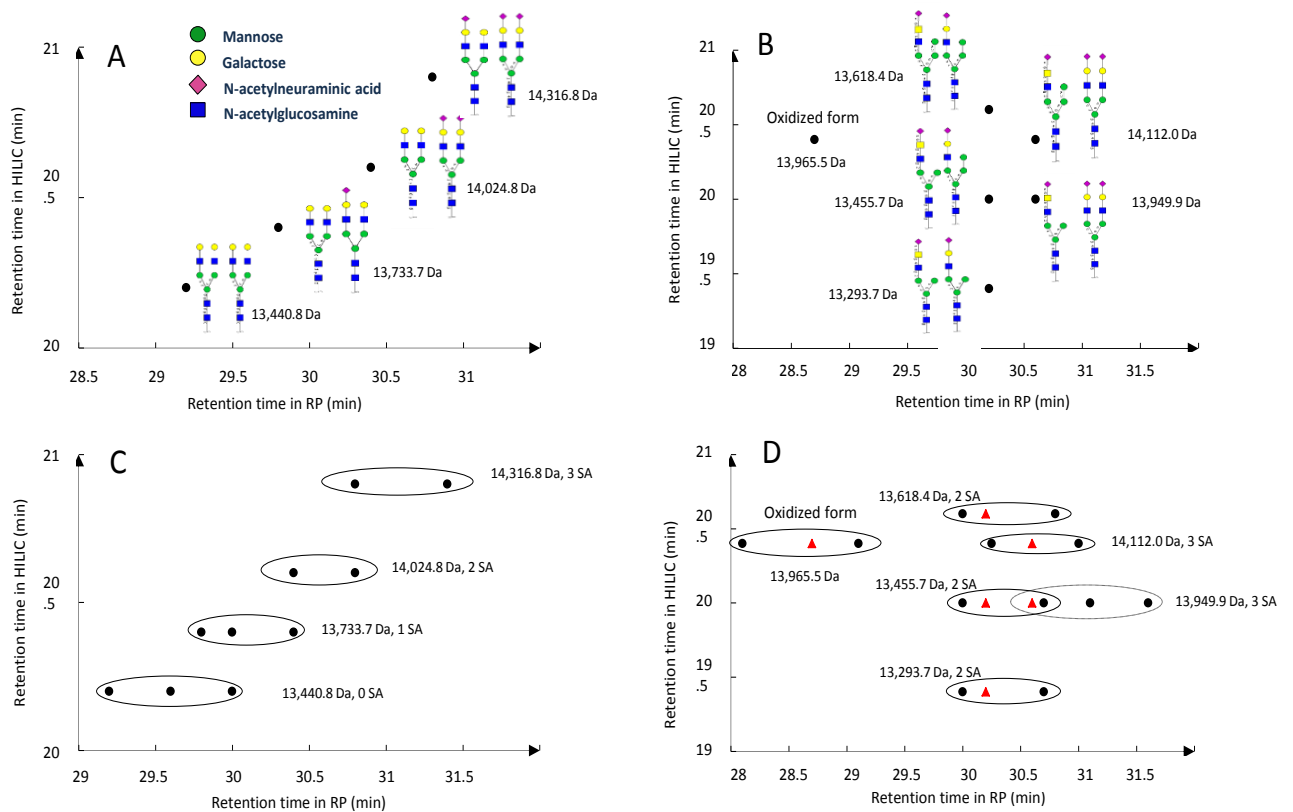 A
Mannose
Galactose
N-acetylneuraminic acid
N-acetylglucosamine
Retention time in HILIC (min)
21
20
.5
20
14,316.8 Da
14,024.8 Da
13,733.7 Da
13,440.8 Da
28.5 29 29.5 30 30.5 31
Retention time in RP (min)
B
Retention time in HILIC (min)
21
20
.5
20
19
.5
19
13,618.4 Da
Oxidized form
13,965.5 Da
14,112.0 Da
13,455.7 Da
13,949.9 Da
13,293.7 Da
28 28.5 29 29.5 30 30.5 31 31.5
Retention time in RP (min)
C
Retention time in HILIC (min)
21
20
.5
20
14,316.8 Da, 3 SA
14,024.8 Da, 2 SA
13,733.7 Da, 1 SA
13,440.8 Da, 0 SA
29 29.5 30 30.5 31 31.5
Retention time in RP (min)
D
Retention time in HILIC (min)
21
20
.5
20
19
.5
19
13,618.4 Da, 2 SA
Oxidized form
14,112.0 Da, 3 SA
13,965.5 Da
13,455.7 Da, 2 SA
13,949.9 Da, 3 SA
13,293.7 Da, 2 SA
28 28.5 29 29.5 30 30.5 31 31.5
Retention time in RP (min)